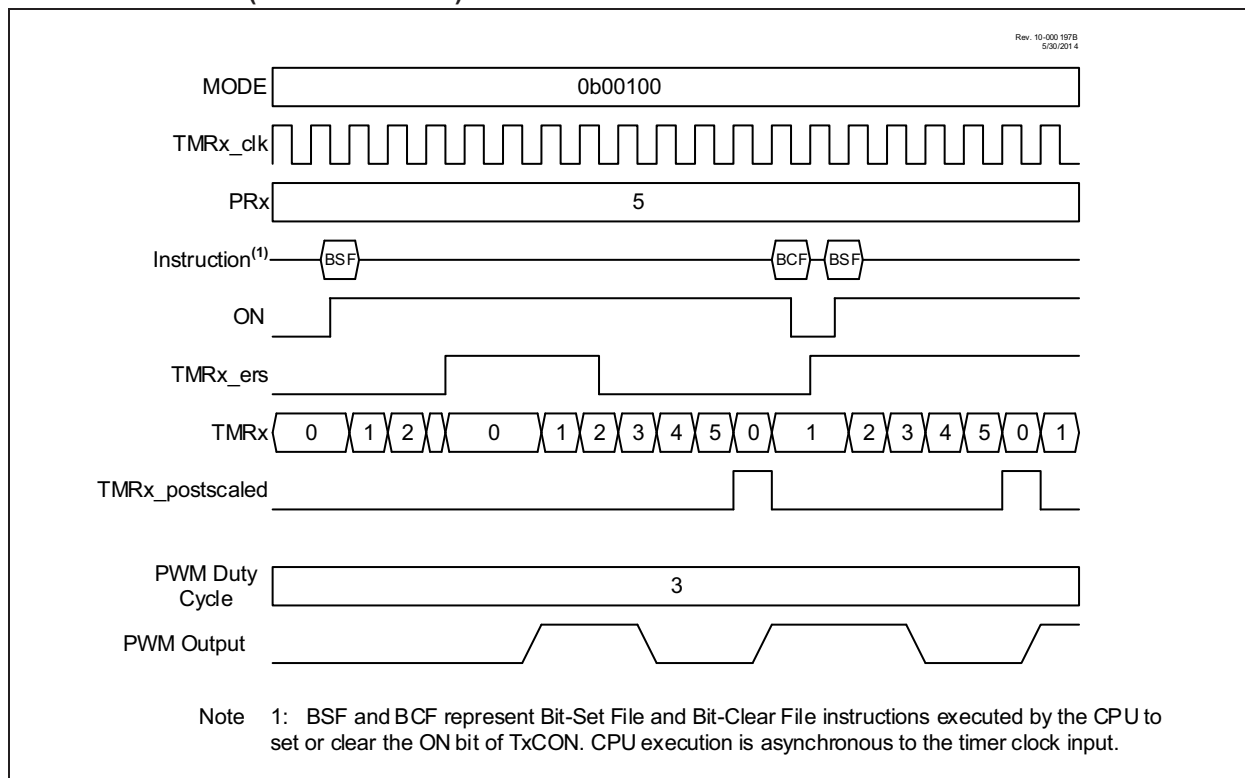 Rev. 10-000 197B
5/30/201 4
MODE 0b00100
TMRx_clk
PRx 5
Instruction(1) BSF BCF BSF
ON
TMRx_ers
TMRx 0 1 2 0 1 2 3 4 5 0 1 2 3 4 5 0 1
TMRx_postscaled
PWM Duty
Cycle 3
PWM Output
Note 1: BSF and BCF represent Bit-Set File and Bit-Clear File instructions executed by the CPU to
set or clear the ON bit of TxCON. CPU execution is asynchronous to the timer clock input.